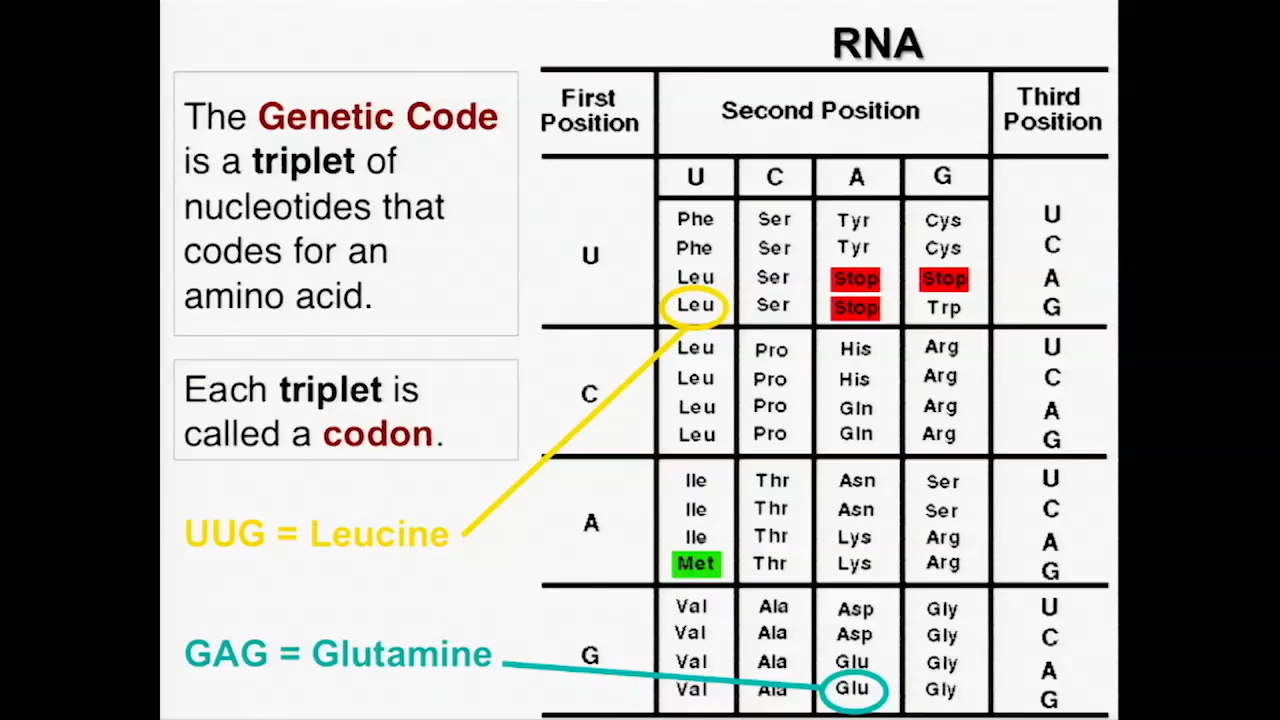 RNA
The Genetic Code
is a triplet of
nucleotides that
codes for an
amino acid.
Each triplet is
called a codon.
UUG = Leucine
GAG = Glutamine
First Position Second Position Third Position
U C A G
U
Phe Ser Tyr Cys U
Phe Ser Tyr Cys C
Leu Ser Stop Stop A
Leu Ser Stop Trp G
C
Leu Pro His Arg U
Leu Pro His Arg C
Leu Pro Gln Arg A
Leu Pro Gln Arg G
A
Ile Thr Asn Ser U
Ile Thr Asn Ser C
Ile Thr Lys Arg A
Met Thr Lys Arg G
G
Val Ala Asp Gly U
Val Ala Asp Gly C
Val Ala Glu Gly A
Val Ala Glu Gly G